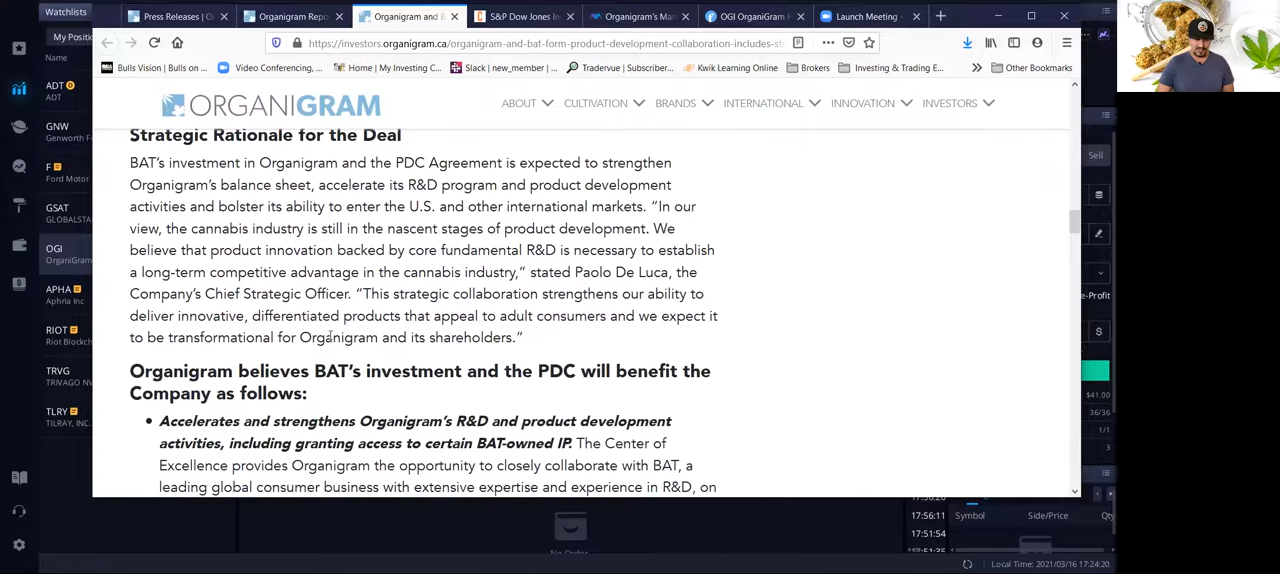 Watchlists
Press Releases | O
Organigram Repo
Organigram and B
S&P Dow Jones In
Organigram's Mar
OGI OrganiGram H
Launch Meeting -
My Positio
Name
https://investors.organigram.ca/organigram-and-bat-form-product-development-collaboration-includes-st
Bulls Vision | Bulls on ...
Video Conferencing, ...
Home | My Investing C...
Slack | new_member | ...
Tradervue | Subscriber...
Kwik Learning Online
Brokers
Investing & Trading E...
Other Bookmarks
ADT
ADT Inc
GNW
Genworth Fi
F
Ford Motor
GSAT
GLOBALSTA
OGI
OrganiGram
APHA
Aphria Inc
RIOT
Riot Blockch
TRVG
TRIVAGO NV
TLRY
TILRAY, INC.
ORGANIGRAM
ABOUT
CULTIVATION
BRANDS
INTERNATIONAL
INNOVATION
INVESTORS
Strategic Rationale for the Deal
BAT's investment in Organigram and the PDC Agreement is expected to strengthen
Organigram's balance sheet, accelerate its R&D program and product development
activities and bolster its ability to enter the U.S. and other international markets. “In our
view, the cannabis industry is still in the nascent stages of product development. We
believe that product innovation backed by core fundamental R&D is necessary to establish
a long-term competitive advantage in the cannabis industry,” stated Paolo De Luca, the
Company's Chief Strategic Officer. “This strategic collaboration strengthens our ability to
deliver innovative, differentiated products that appeal to adult consumers and we expect it
to be transformational for Organigram and its shareholders.”
Organigram believes BAT's investment and the PDC will benefit the
Company as follows:
• Accelerates and strengthens Organigram's R&D and product development
activities, including granting access to certain BAT-owned IP. The Center of
Excellence provides Organigram the opportunity to closely collaborate with BAT, a
leading global consumer business with extensive expertise and experience in R&D, on
Sell
e-Profit
$
$41.00
36/36
1/1
3
17:56:11
17:51:54
Symbol
Side/Price
Local Time: 2021/03/16 17:24:20